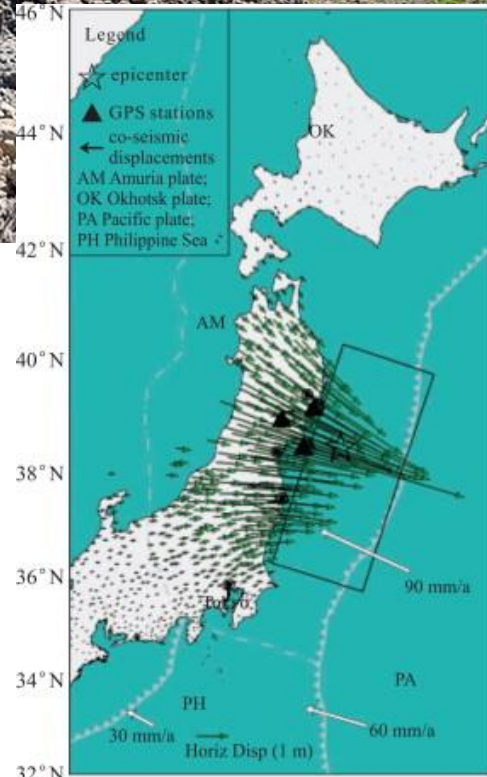 46°N
Legend
epicenter
GPS stations
co-seismic
displacements
AM Amuria plate;
OK Okhotsk plate;
PA Pacific plate;
PH Philippine Sea
OK
44°N
42°N
AM
40°N
38°N
36°N
90 mm/a
Tokyo
34°N
PH
PA
30 mm/a
60 mm/a
Horiz Disp (1 m)
32°N